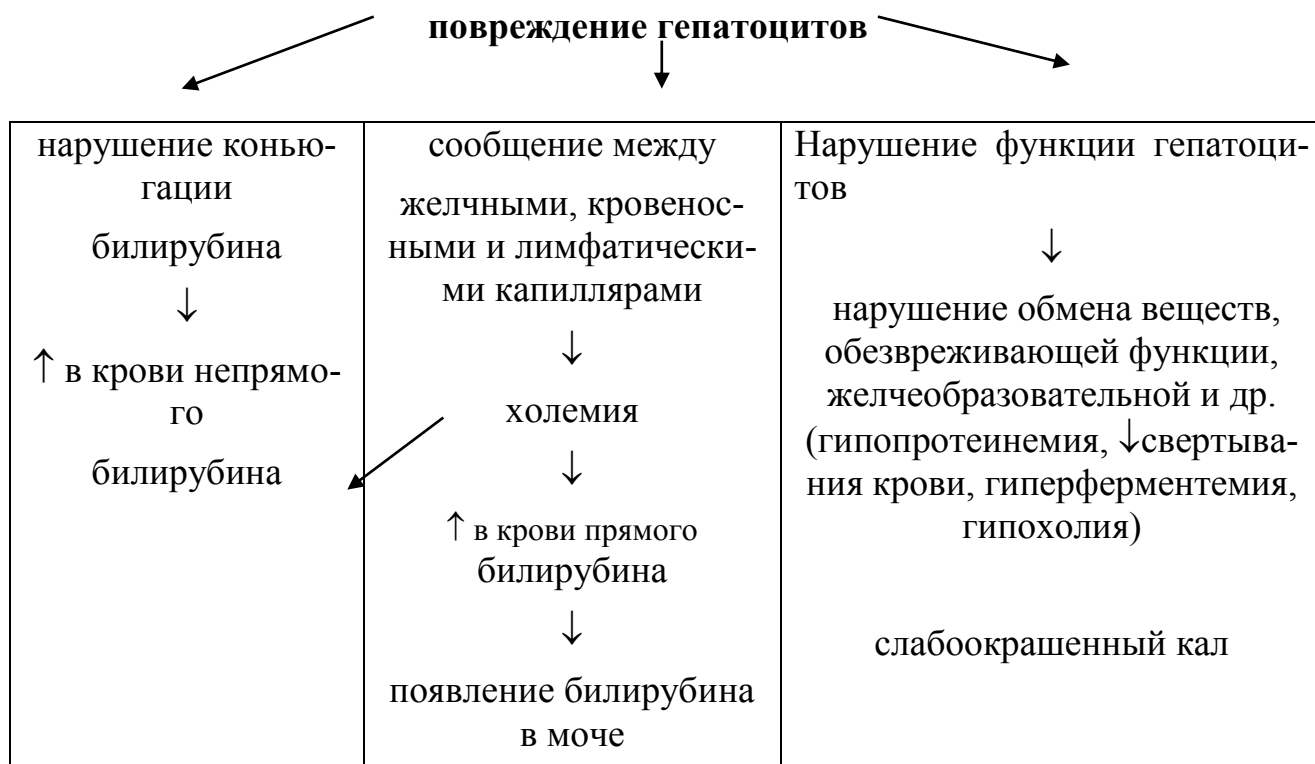 повреждение гепатоцитов
нарушение конью-
гации
билирубина
↓
↑ в крови непрямо-
го
билирубина
сообщение между
желчными, кровенос-
ными и лимфатически-
ми капиллярами
↓
холемия
↓
↑ в крови прямого
билирубина
↓
появление билирубина
в моче
Нарушение функции гепатоци-
тов
↓
нарушение обмена веществ,
обезвреживающей функции,
желчеобразовательной и др.
(гипопротеинемия, ↓свертыва-
ния крови, гиперферментемия,
гипохолия)
слабоокрашенный кал